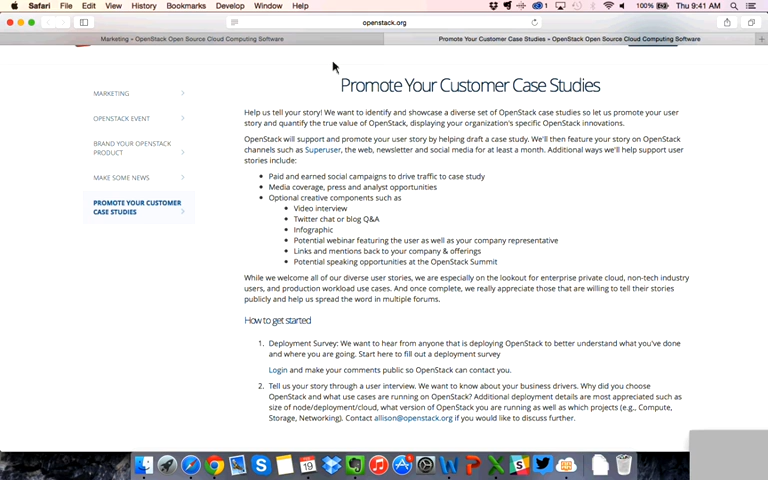 Safari File Edit View History Bookmarks Develop Window Help 1 100% Thu 9:41 AM
openstack.org
Marketing » OpenStack Open Source Cloud Computing Software
Promote Your Customer Case Studies » OpenStack Open Source Cloud Computing Software
Promote Your Customer Case Studies
MARKETING
OPENSTACK EVENT
BRAND YOUR OPENSTACK
PRODUCT
MAKE SOME NEWS
PROMOTE YOUR CUSTOMER
CASE STUDIES
Help us tell your story! We want to identify and showcase a diverse set of OpenStack case studies so let us promote your user
story and quantify the true value of OpenStack, displaying your organization's specific OpenStack innovations.
OpenStack will support and promote your user story by helping draft a case study. We'll then feature your story on OpenStack
channels such as Superuser, the web, newsletter and social media for at least a month. Additional ways we'll help support user
stories include:
• Paid and earned social campaigns to drive traffic to case study
• Media coverage, press and analyst opportunities
• Optional creative components such as
• Video interview
• Twitter chat or blog Q&A
• Infographic
• Potential webinar featuring the user as well as your company representative
• Links and mentions back to your company & offerings
• Potential speaking opportunities at the OpenStack Summit
While we welcome all of our diverse user stories, we are especially on the lookout for enterprise private cloud, non-tech industry
users, and production workload use cases. And once complete, we really appreciate those that are willing to tell their stories
publicly and help us spread the word in multiple forums.
How to get started
1. Deployment Survey: We want to hear from anyone that is deploying OpenStack to better understand what you've done
and where you are going. Start here to fill out a deployment survey
Login and make your comments public so OpenStack can contact you.
2. Tell us your story through a user interview. We want to know about your business drivers. Why did you choose
OpenStack and what use cases are running on OpenStack? Additional deployment details are most appreciated such as
size of node/deployment/cloud, what version of OpenStack you are running as well as which projects (e.g., Compute,
Storage, Networking). Contact allison@openstack.org if you would like to discuss further.
19